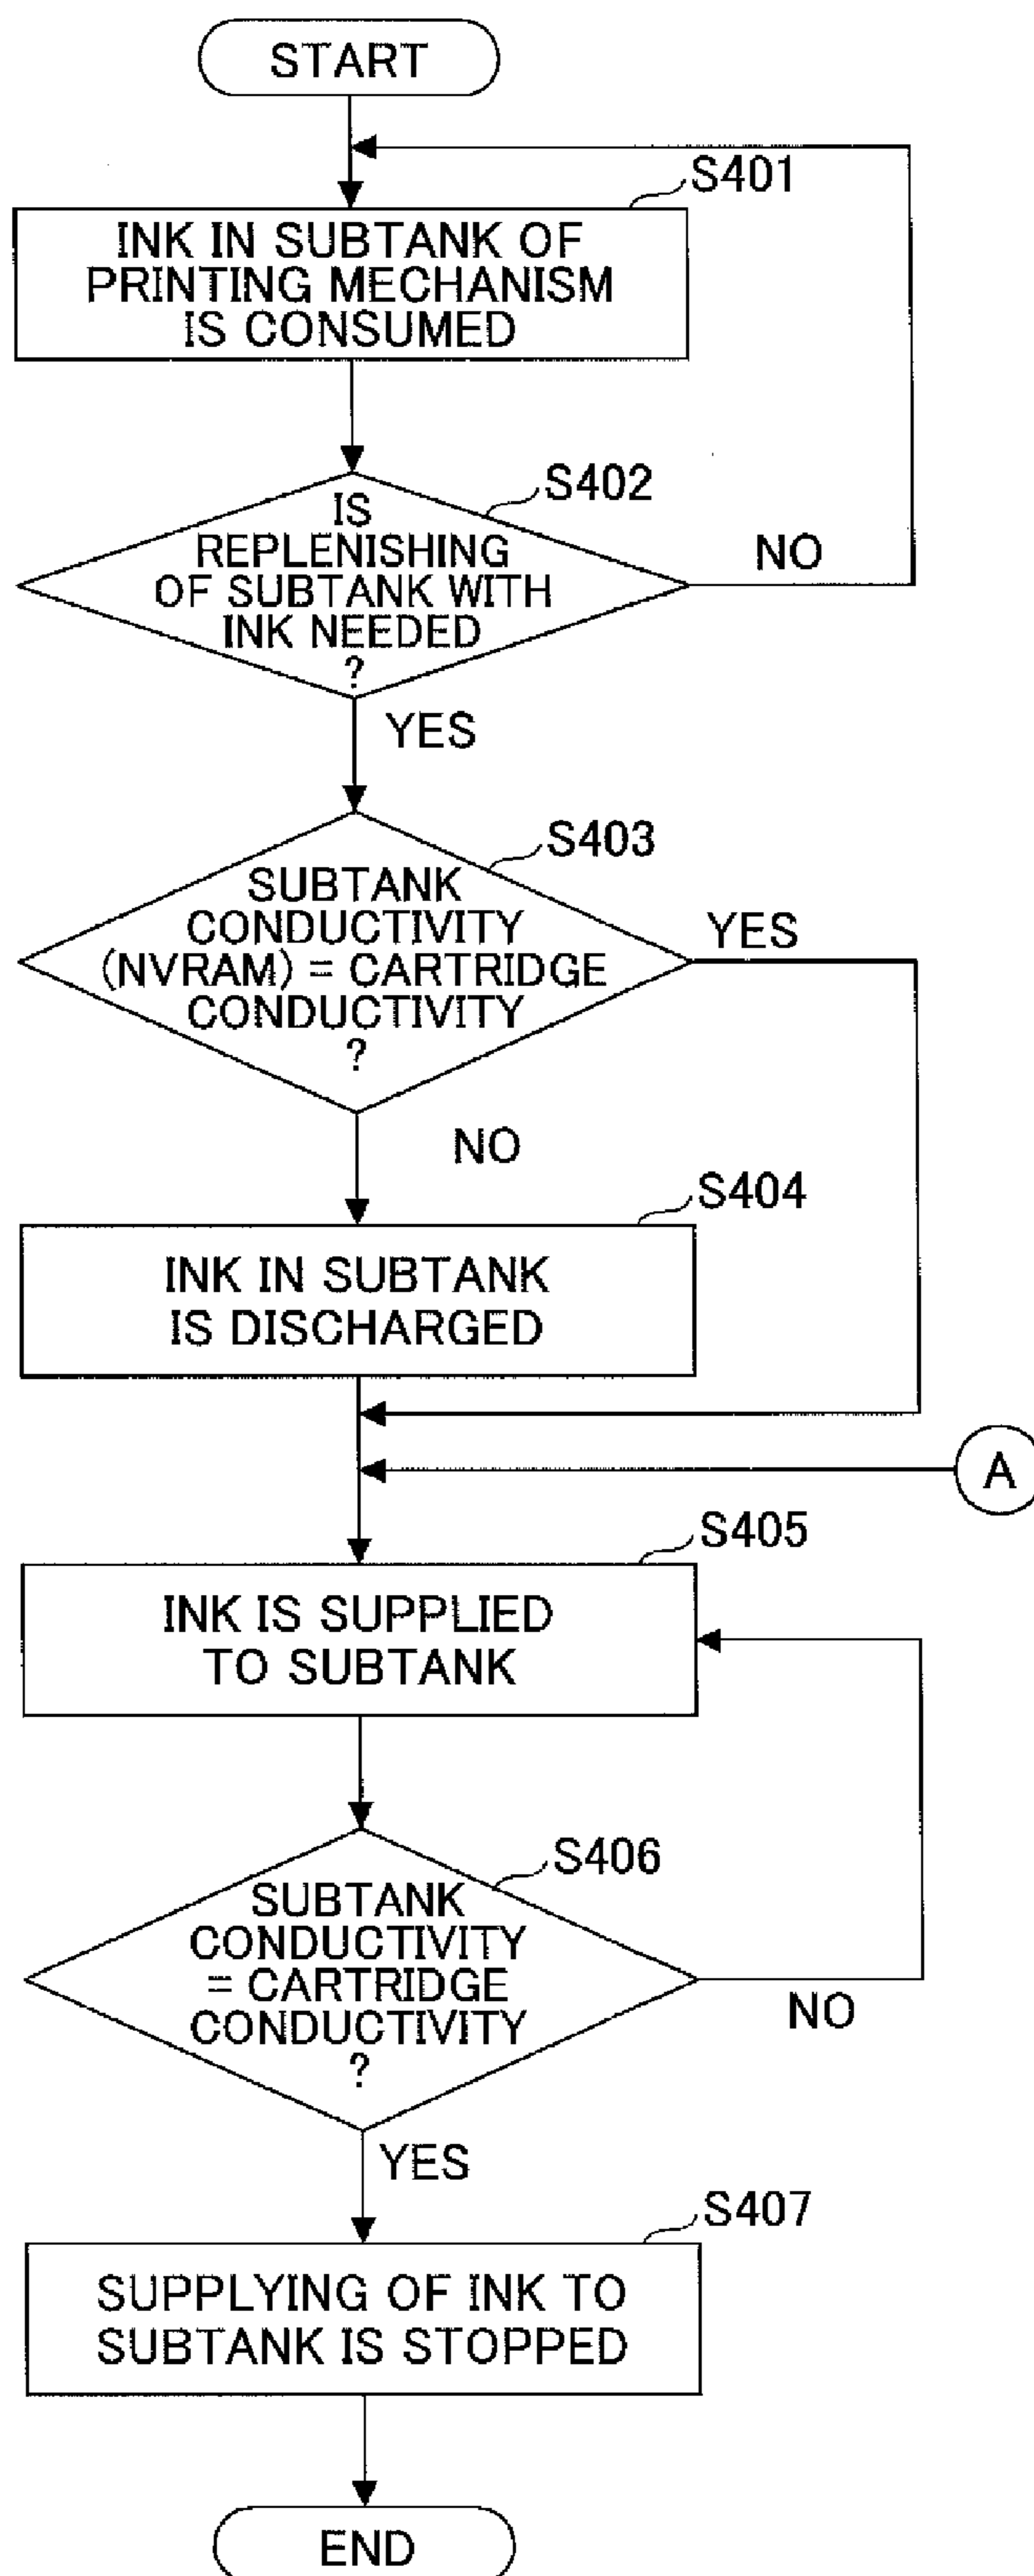 START
S401
INK IN SUBTANK OF
PRINTING MECHANISM
IS CONSUMED
S402
IS
REPLENISHING
OF SUBTANK WITH
INK NEEDED
?
NO
YES
S403
SUBTANK
CONDUCTIVITY
(NVRAM) = CARTRIDGE
CONDUCTIVITY
?
YES
NO
S404
INK IN SUBTANK
IS DISCHARGED
A
S405
INK IS SUPPLIED
TO SUBTANK
S406
SUBTANK
CONDUCTIVITY
= CARTRIDGE
CONDUCTIVITY
?
NO
YES
S407
SUPPLYING OF INK TO
SUBTANK IS STOPPED
END